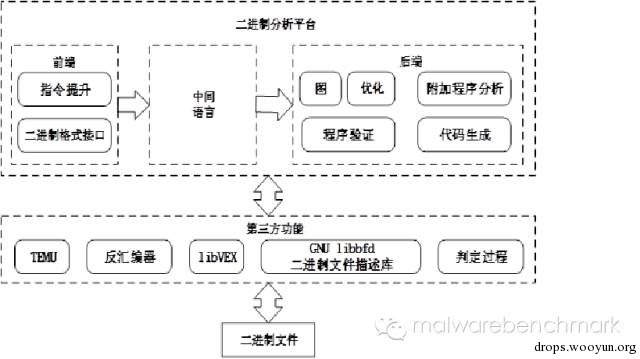 二进制分析平台
前端
指令提升
二进制格式接口
中间
语言
后端
图
优化
附加程序分析
程序验证
代码生成
第三方功能
TEMU
反汇编器
libVEX
GNU libbfd
二进制文件描述库
判定过程
二进制文件
malwarebenchmark
drops.wooyun.org